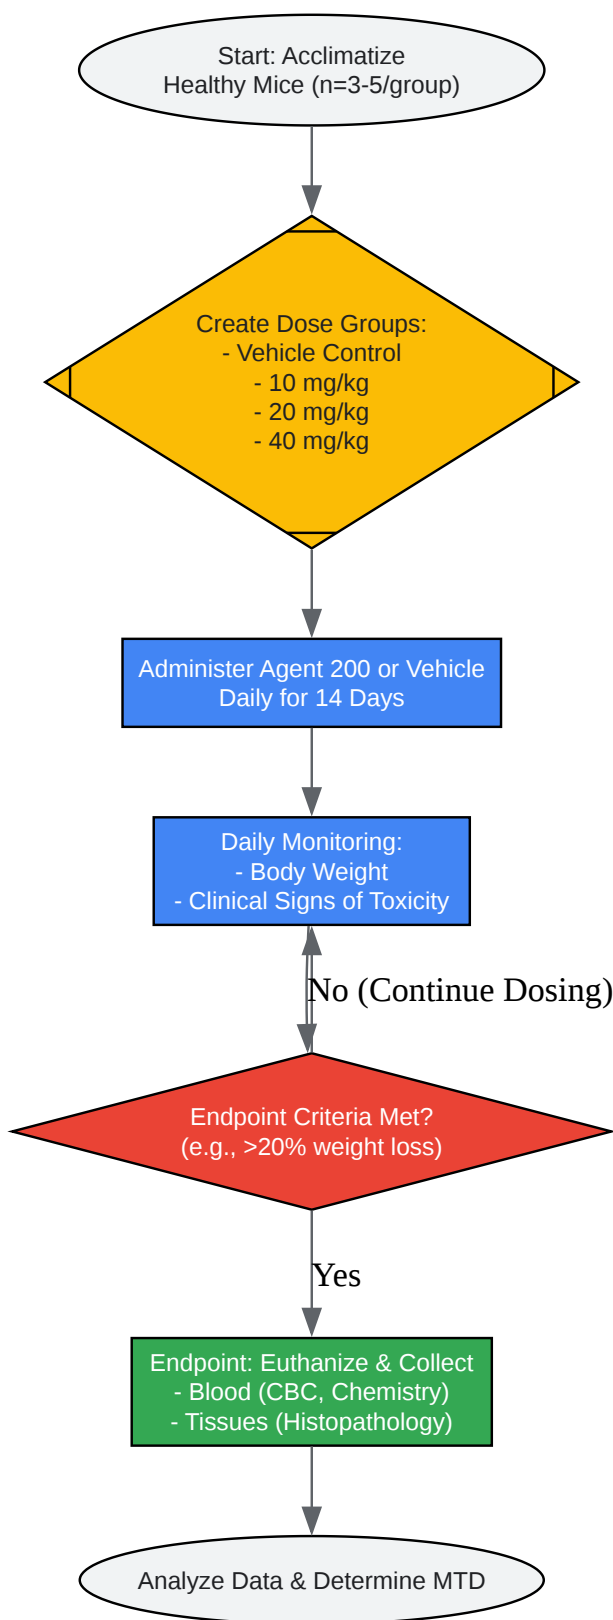 Start: Acclimatize
Healthy Mice (n=3-5/group)
Create Dose Groups:
- Vehicle Control
- 10 mg/kg
- 20 mg/kg
- 40 mg/kg
Administer Agent 200 or Vehicle
Daily for 14 Days
Daily Monitoring:
- Body Weight
- Clinical Signs of Toxicity
No (Continue Dosing)
Endpoint Criteria Met?
(e.g., >20% weight loss)
Yes
Endpoint: Euthanize & Collect
- Blood (CBC, Chemistry)
- Tissues (Histopathology)
Analyze Data & Determine MTD